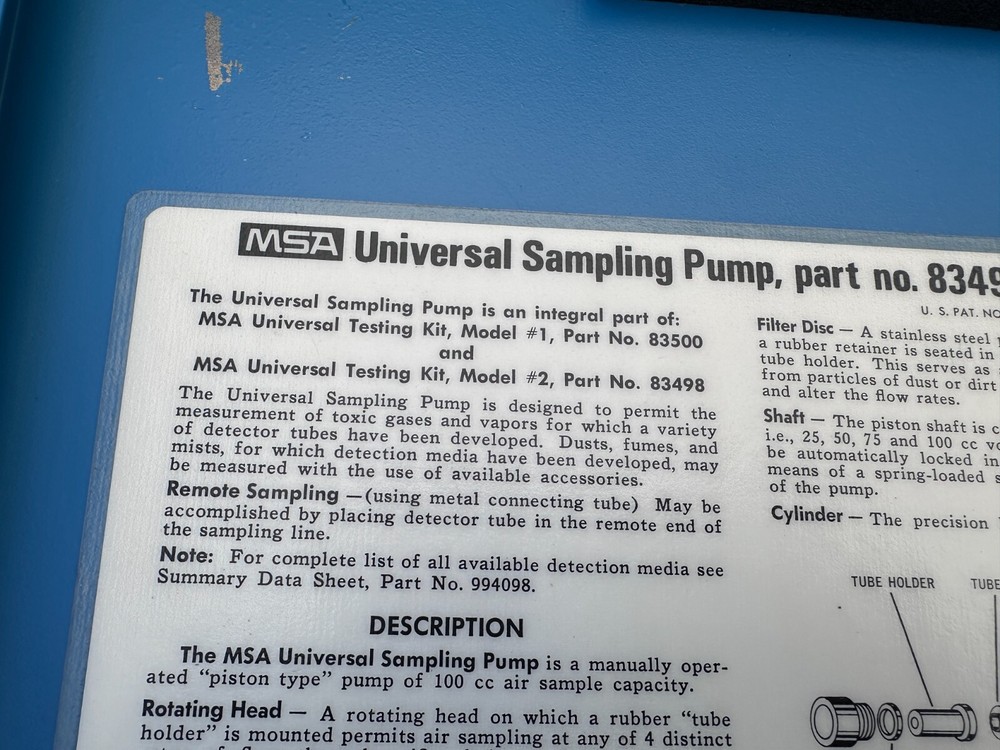 MSA Universal Sampling Pump, part no. 8349
U. S. PAT. NO
The Universal Sampling Pump is an integral part of:
MSA Universal Testing Kit, Model #1, Part No. 83500
and
MSA Universal Testing Kit, Model #2, Part No. 83498
The Universal Sampling Pump is designed to permit the
measurement of toxic gases and vapors for which a variety
of detector tubes have been developed. Dusts, fumes, and
mists, for which detection media have been developed, may
be measured with the use of available accessories.
Remote Sampling — (using metal connecting tube) May be
accomplished by placing detector tube in the remote end of
the sampling line.
Note: For complete list of all available detection media see
Summary Data Sheet, Part No. 994098.
DESCRIPTION
The MSA Universal Sampling Pump is a manually oper-
ated "piston type" pump of 100 cc air sample capacity.
Rotating Head — A rotating head on which a rubber "tube
holder" is mounted permits air sampling at any of 4 distinct
Filter Disc — A stainless steel
a rubber retainer is seated in
tube holder. This serves as
from particles of dust or dirt
and alter the flow rates.
Shaft — The piston shaft is c
i.e., 25, 50, 75 and 100 cc vo
be automatically locked in
means of a spring-loaded s
of the pump.
Cylinder — The precision
TUBE HOLDER
TUBE